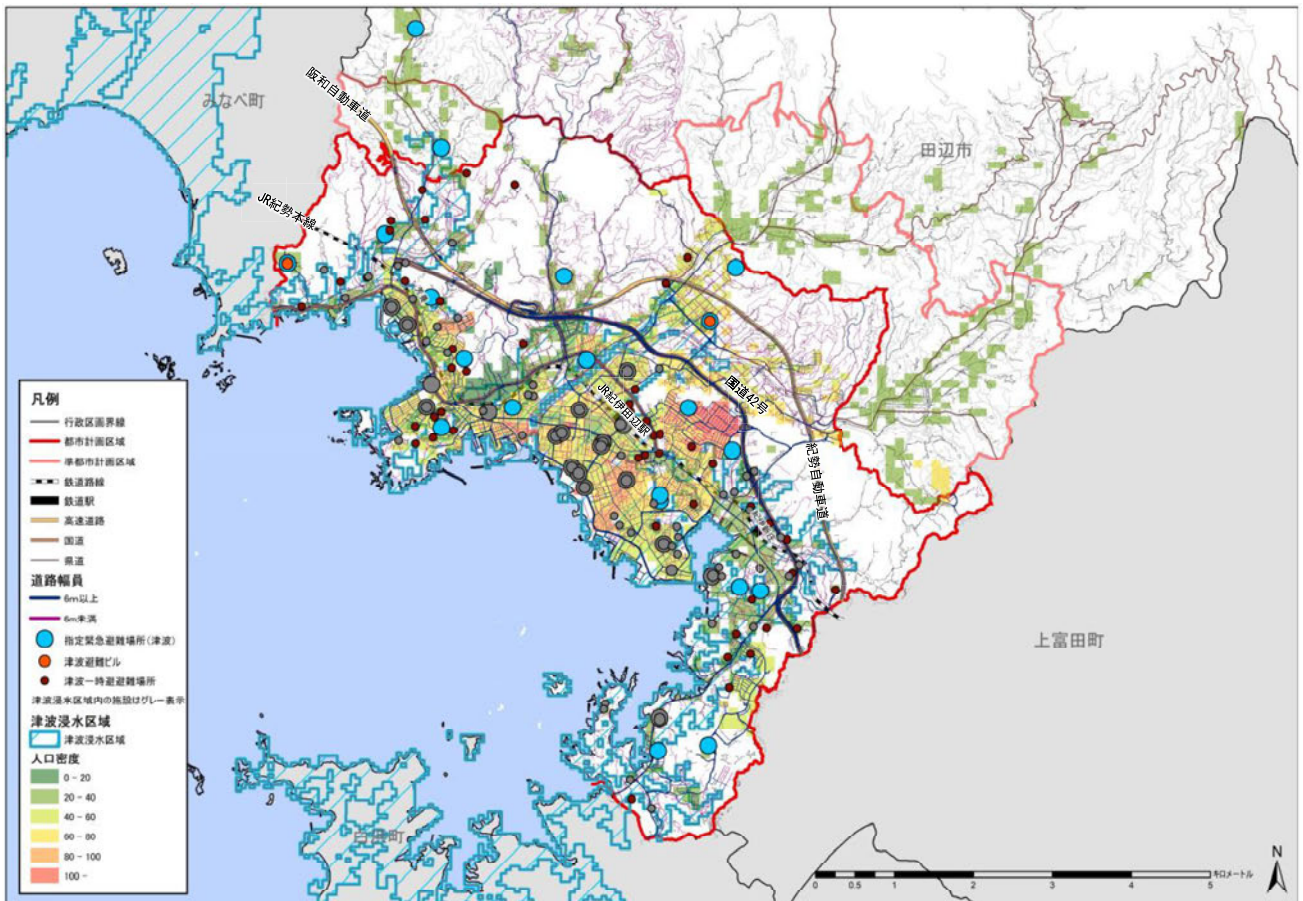 阪和自動車道
みなべ町
田辺市
JR紀勢本線
国道42号
JR紀伊田辺駅
紀勢自動車道
上富田町
白浜町
凡例
行政区画界線
都市計画区域
準都市計画区域
鉄道路線
鉄道駅
高速道路
国道
県道
道路幅員
6m以上
6m未満
指定緊急避難場所(津波)
津波避難ビル
津波一時避難場所
津波浸水区域内の施設はグレー表示
津波浸水区域
津波浸水区域
人口密度
0 - 20
20 - 40
40 - 60
60 - 80
80 - 100
100 -
N
0 0.5 1 2 3 4 5 キロメートル